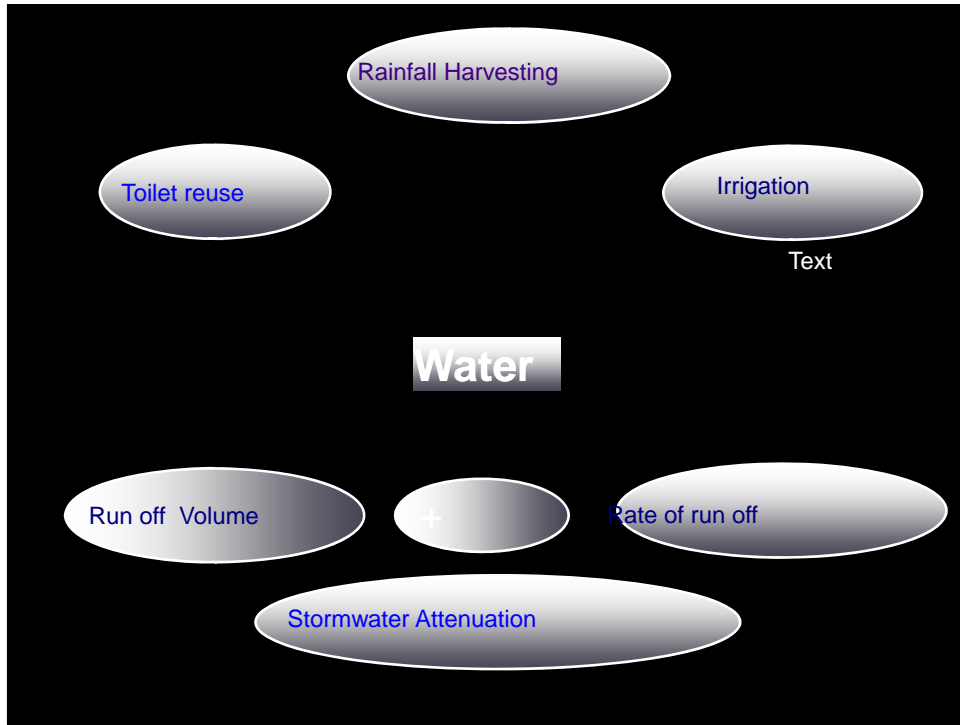 Rainfall Harvesting
Toilet reuse
Irrigation
Text
Water
Run off  Volume
+
Rate of run off
Stormwater Attenuation